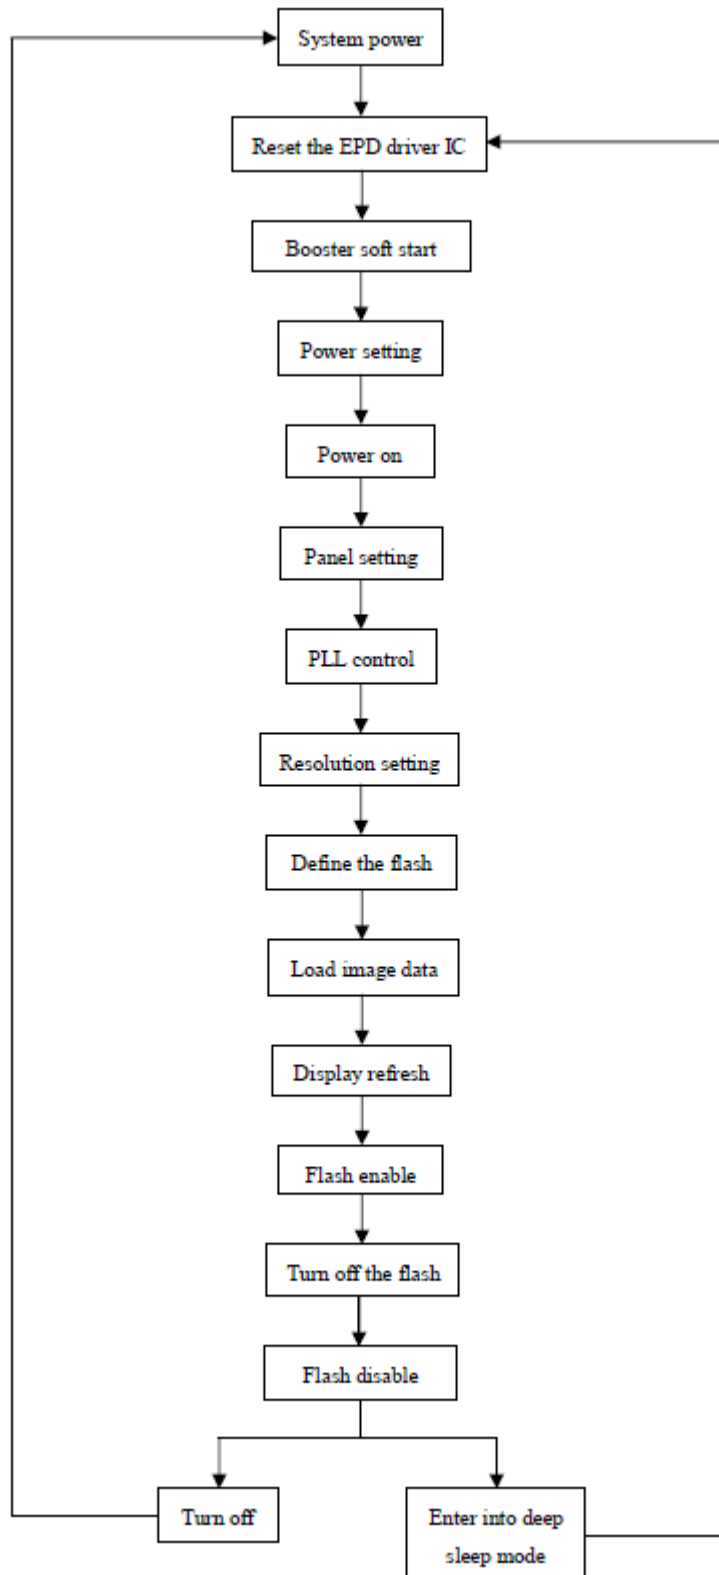 System power
Reset the EPD driver IC
Booster soft start
Power setting
Power on
Panel setting
PLL control
Resolution setting
Define the flash
Load image data
Display refresh
Flash enable
Turn off the flash
Flash disable
Turn off
Enter into deep
sleep mode